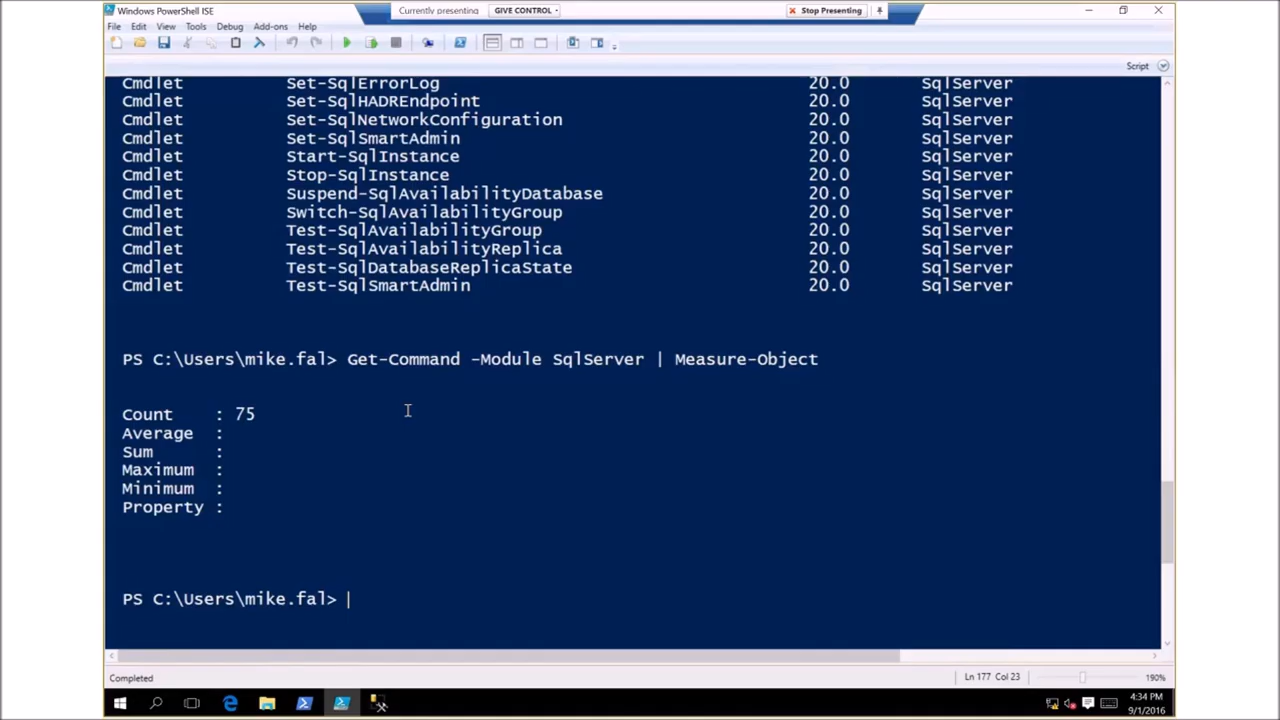 Windows PowerShell ISE
Currently presenting GIVE CONTROL Stop Presenting
File Edit View Tools Debug Add-ons Help
Script
Cmdlet Set-SqlErrorLog 20.0 SqlServer
Cmdlet Set-SqlHADREndpoint 20.0 SqlServer
Cmdlet Set-SqlNetworkConfiguration 20.0 SqlServer
Cmdlet Set-SqlSmartAdmin 20.0 SqlServer
Cmdlet Start-SqlInstance 20.0 SqlServer
Cmdlet Stop-SqlInstance 20.0 SqlServer
Cmdlet Suspend-SqlAvailabilityDatabase 20.0 SqlServer
Cmdlet Switch-SqlAvailabilityGroup 20.0 SqlServer
Cmdlet Test-SqlAvailabilityGroup 20.0 SqlServer
Cmdlet Test-SqlAvailabilityReplica 20.0 SqlServer
Cmdlet Test-SqlDatabaseReplicaState 20.0 SqlServer
Cmdlet Test-SqlSmartAdmin 20.0 SqlServer
PS C:\Users\mike.fal> Get-Command -Module SqlServer | Measure-Object
Count : 75
Average :
Sum :
Maximum :
Minimum :
Property :
PS C:\Users\mike.fal>
Completed Ln 177 Col 23 190%
4:34 PM
9/1/2016